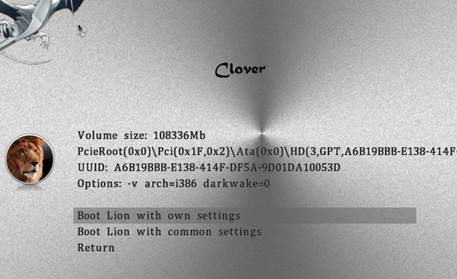 Clover
Volume size: 108336Mb
PcieRoot(0x0)\Pci(0x1F,0x2)\Ata(0x0)\HD(3,GPT,A6B19BBB-E138-414F-
UUID: A6B19BBB-E138-414F-DF5A-9D01DA10053D
Options: -v arch=i386 darkwake=0
Boot Lion with own settings
Boot Lion with common settings
Return